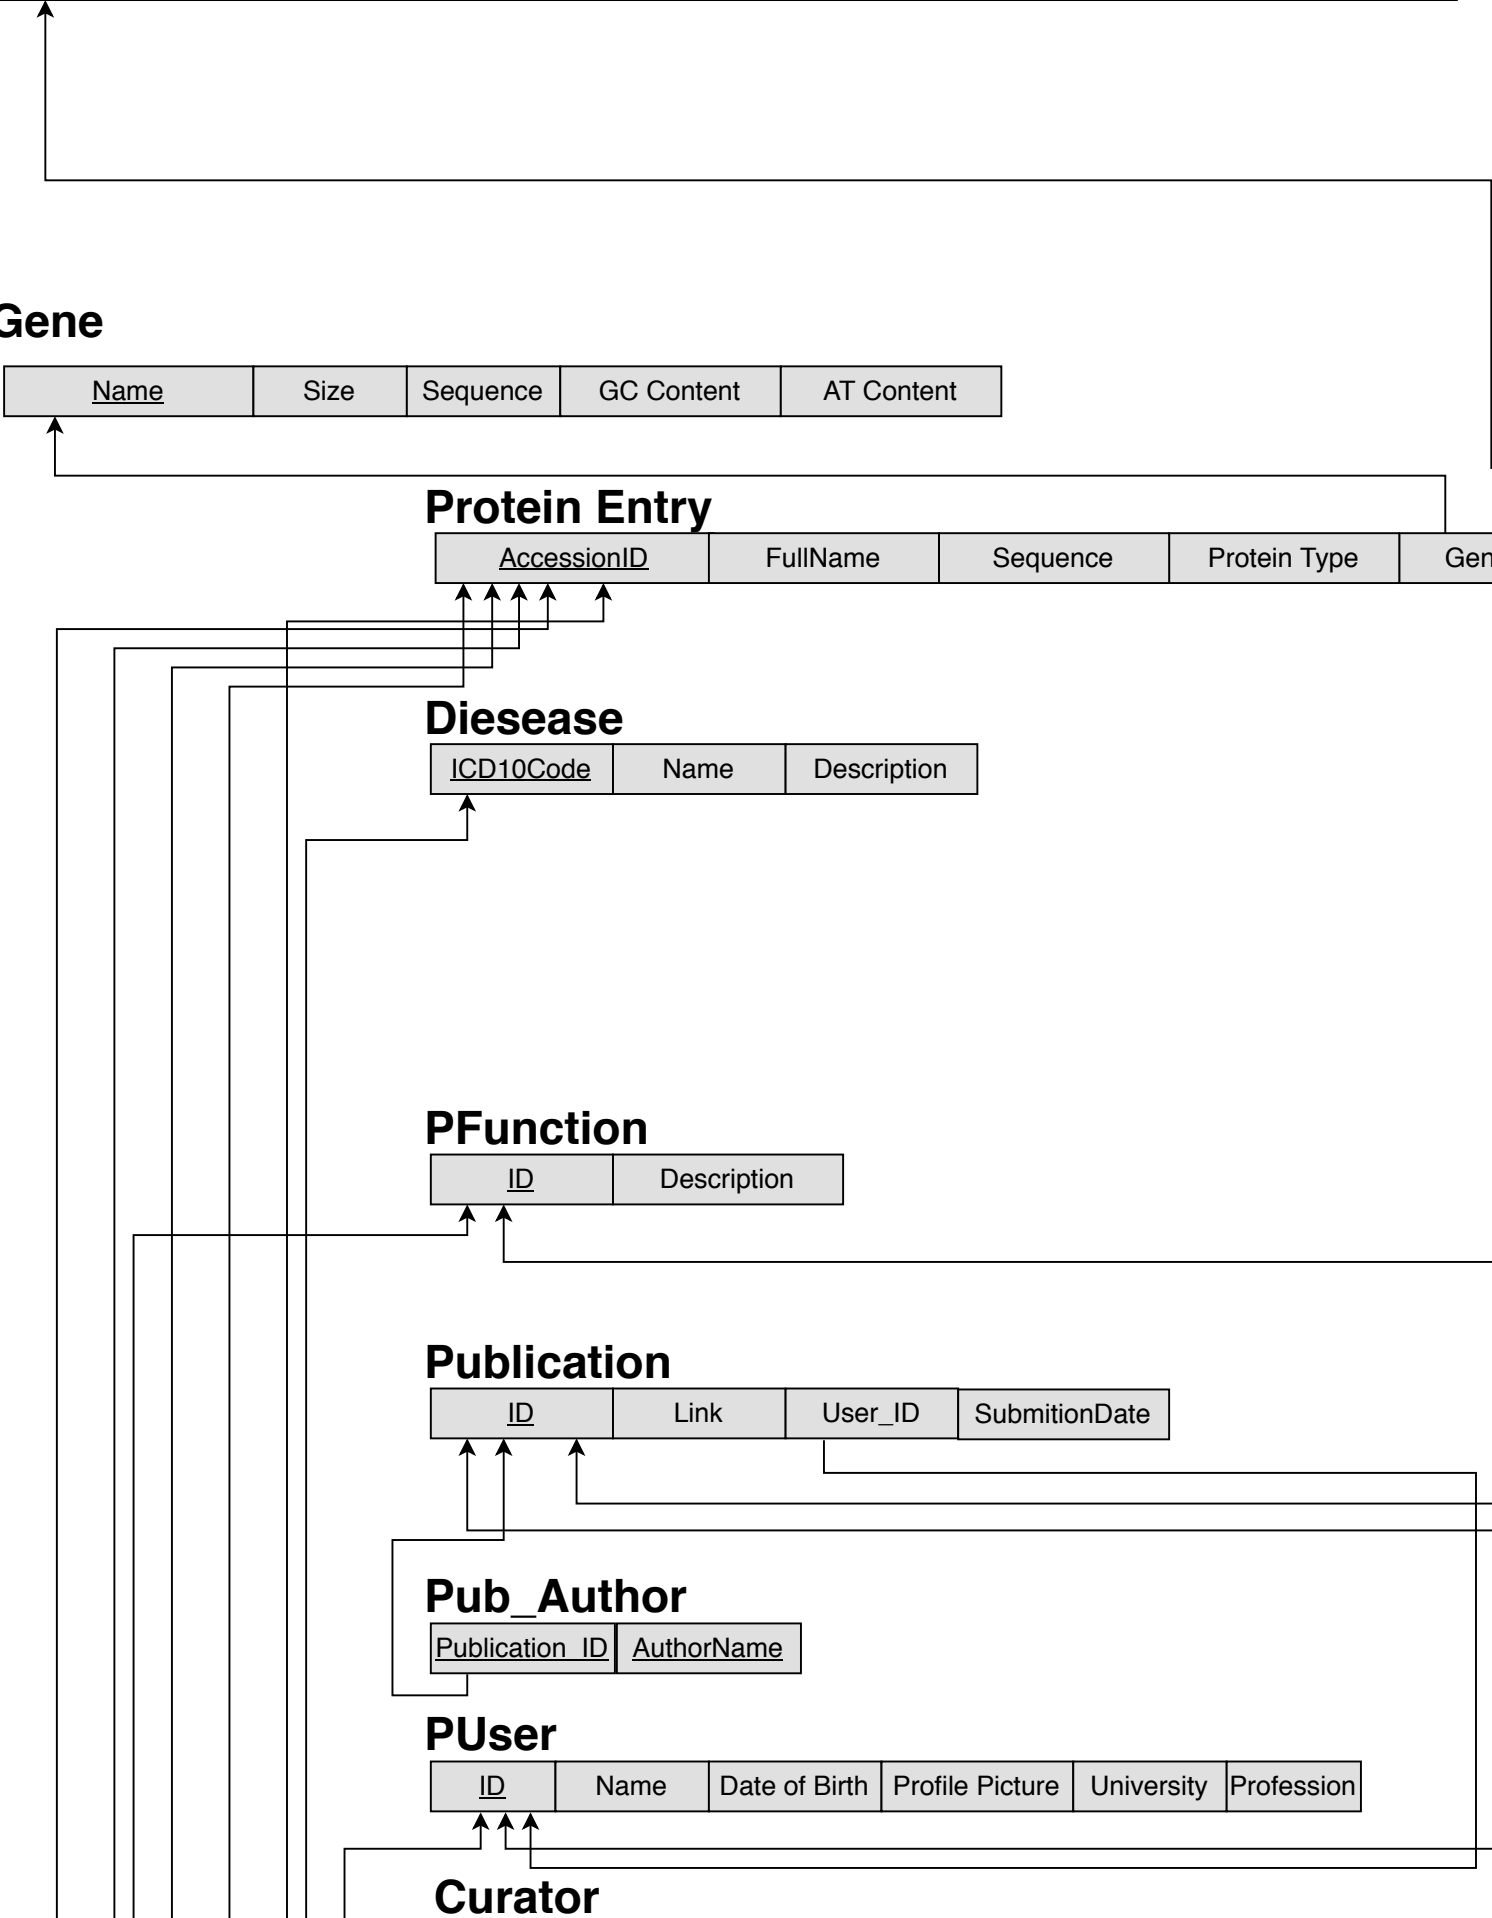 Gene
Name Size Sequence GC Content AT Content
Protein Entry
AccessionID FullName Sequence Protein Type Gen
Diesease
ICD10Code Name Description
PFunction
ID Description
Publication
ID Link User_ID SubmitionDate
Pub_Author
Publication_ID AuthorName
PUser
ID Name Date of Birth Profile Picture University Profession
Curator